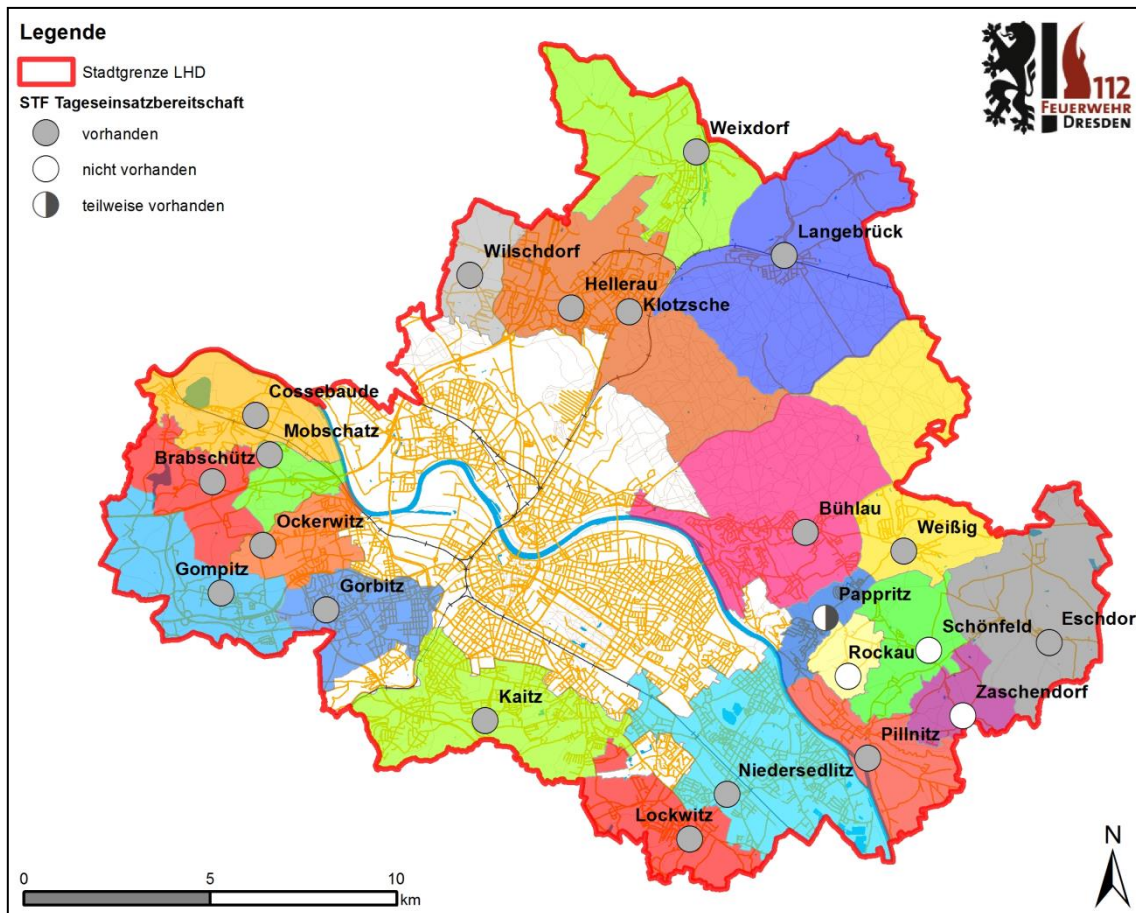 Legende
Stadtgrenze LHD
STF Tageseinsatzbereitschaft
vorhanden
nicht vorhanden
teilweise vorhanden
112
FEUERWEHR
DRESDEN
Weixdorf
Langebrück
Wilschdorf
Hellerau
Klotzsche
Cossebaude
Mobschatz
Brabschütz
Ockerwitz
Gompitz
Gorbitz
Bühlau
Weißig
Pappritz
Schönfeld
Eschdorf
Rockau
Zaschendorf
Kaitz
Pillnitz
Niedersedlitz
Lockwitz
N
0 5 10
km